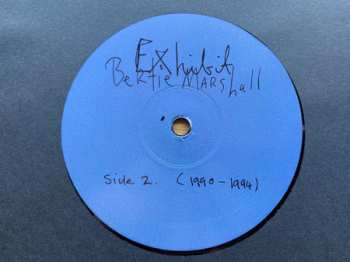 Exhibit
BeRtie MARShall
Side 2. (1990-1994)